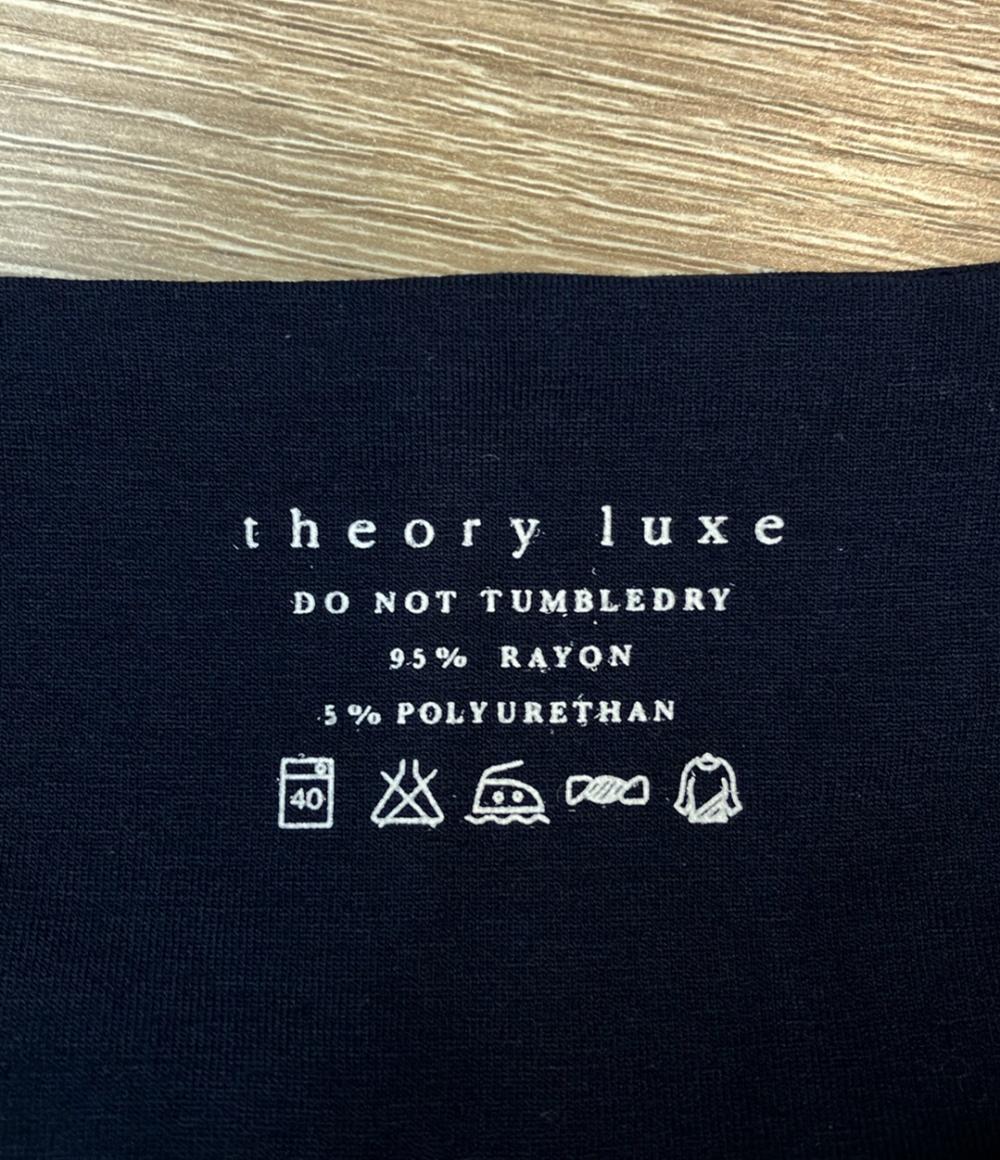 theory luxe
DO NOT TUMBLEDRY
95% RAYON
5% POLYURETHAN
40